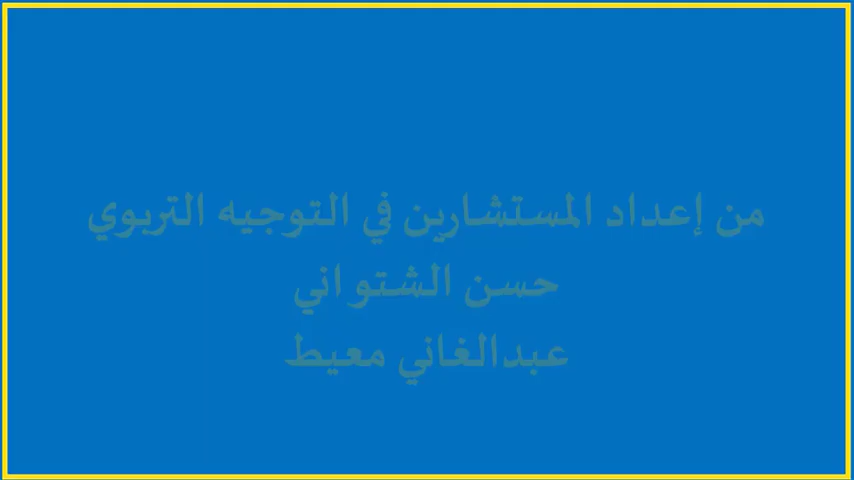 من إعداد المستشارين في التوجيه التربوي
حسن الشتواني
عبدالغاني معيط